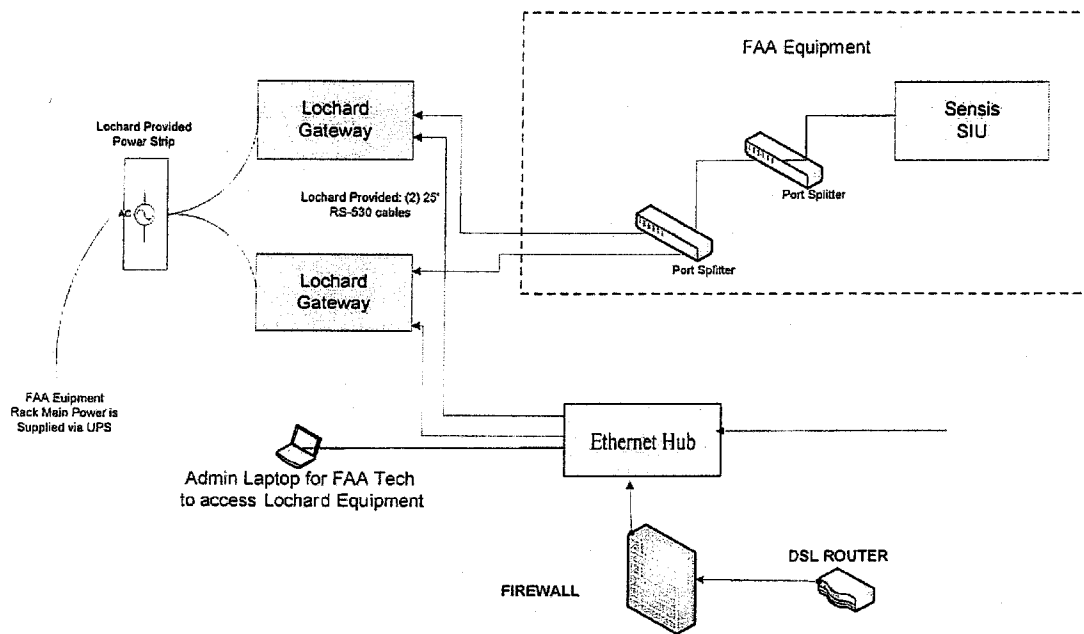 FAA Equipment
Lochard
Gateway
Sensis
SIU
Lochard Provided
Power Strip
AC
Port Splitter
Lochard Provided: (2) 25'
RS-530 cables
Port Splitter
Lochard
Gateway
FAA Euipment
Rack Main Power is
Supplied via UPS
Ethernet Hub
Admin Laptop for FAA Tech
to access Lochard Equipment
DSL ROUTER
FIREWALL